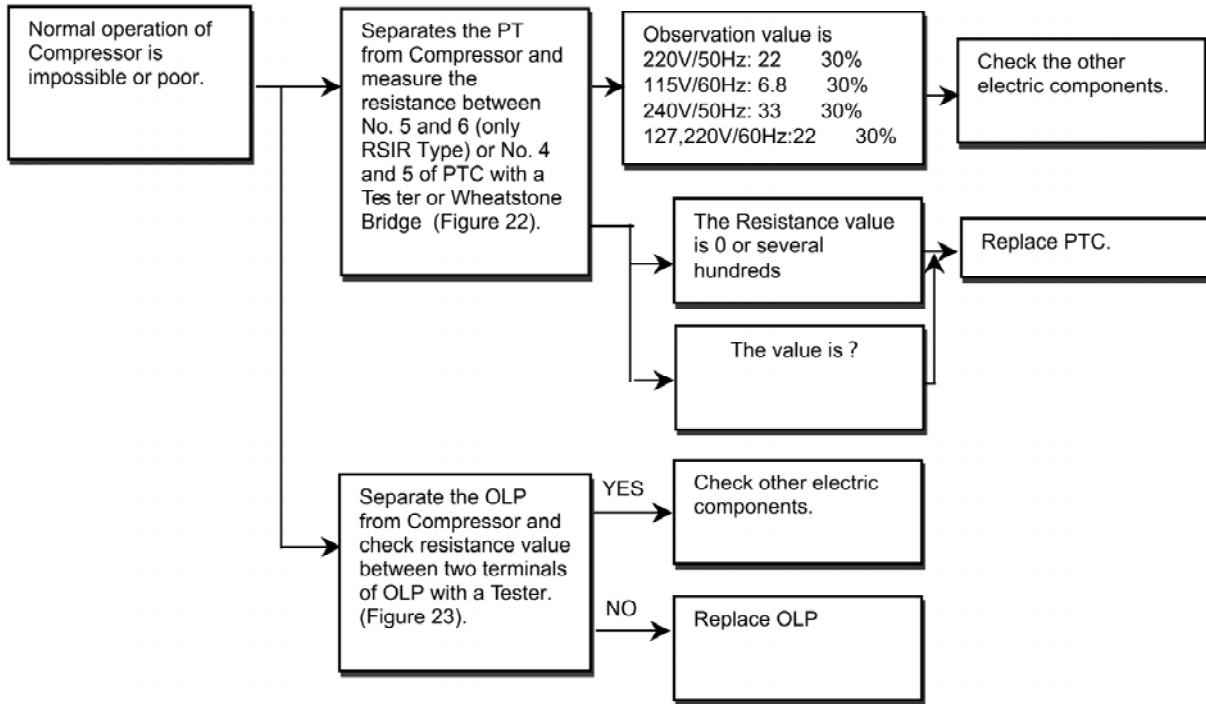 Normal operation of
Compressor is
impossible or poor.
Separates the PT
from Compressor and
measure the
resistance between
No. 5 and 6 (only
RSIR Type) or No. 4
and 5 of PTC with a
Tester or Wheatstone
Bridge (Figure 22).
Observation value is
220V/50Hz: 22 30%
115V/60Hz: 6.8 30%
240V/50Hz: 33 30%
127,220V/60Hz:22 30%
Check the other
electric components.
The Resistance value
is 0 or several
hundreds
Replace PTC.
The value is ?
Separate the OLP
from Compressor and
check resistance value
between two terminals
of OLP with a Tester.
(Figure 23).
YES
Check other electric
components.
NO
Replace OLP